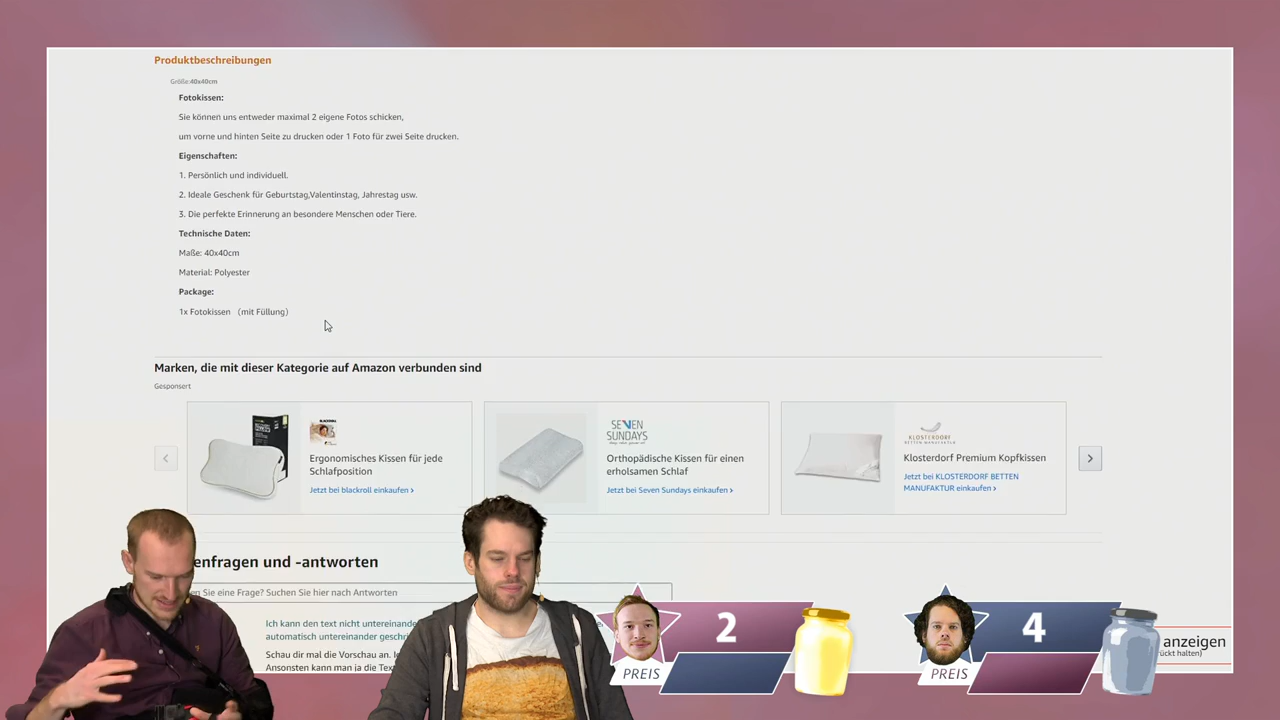 Produktbeschreibungen
Größe:40x40cm
Fotokissen:
Sie können uns entweder maximal 2 eigene Fotos schicken,
um vorne und hinten Seite zu drucken oder 1 Foto für zwei Seite drucken.
Eigenschaften:
1. Persönlich und individuell.
2. Ideale Geschenk für Geburtstag,Valentinstag, Jahrestag usw.
3. Die perfekte Erinnerung an besondere Menschen oder Tiere.
Technische Daten:
Maße: 40x40cm
Material: Polyester
Package:
1x Fotokissen (mit Füllung)
Marken, die mit dieser Kategorie auf Amazon verbunden sind
Gesponsert
BLACKROLL
Ergonomisches Kissen für jede
Schlafposition
Jetzt bei blackroll einkaufen ›
SEVEN
SUNDAYS
Orthopädische Kissen für einen
erholsamen Schlaf
Jetzt bei Seven Sundays einkaufen ›
KLOSTERDORF
BETTEN MANUFAKTUR
Klosterdorf Premium Kopfkissen
Jetzt bei KLOSTERDORF BETTEN
MANUFAKTUR einkaufen ›
enfragen und -antworten
en Sie eine Frage? Suchen Sie hier nach Antworten
Ich kann den text nicht untereinande
automatisch untereinander geschri
Schau dir mal die Vorschau an. I
Ansonsten kann man ja die Tex
2
PREIS
4
PREIS
anzeigen
rückt halten)